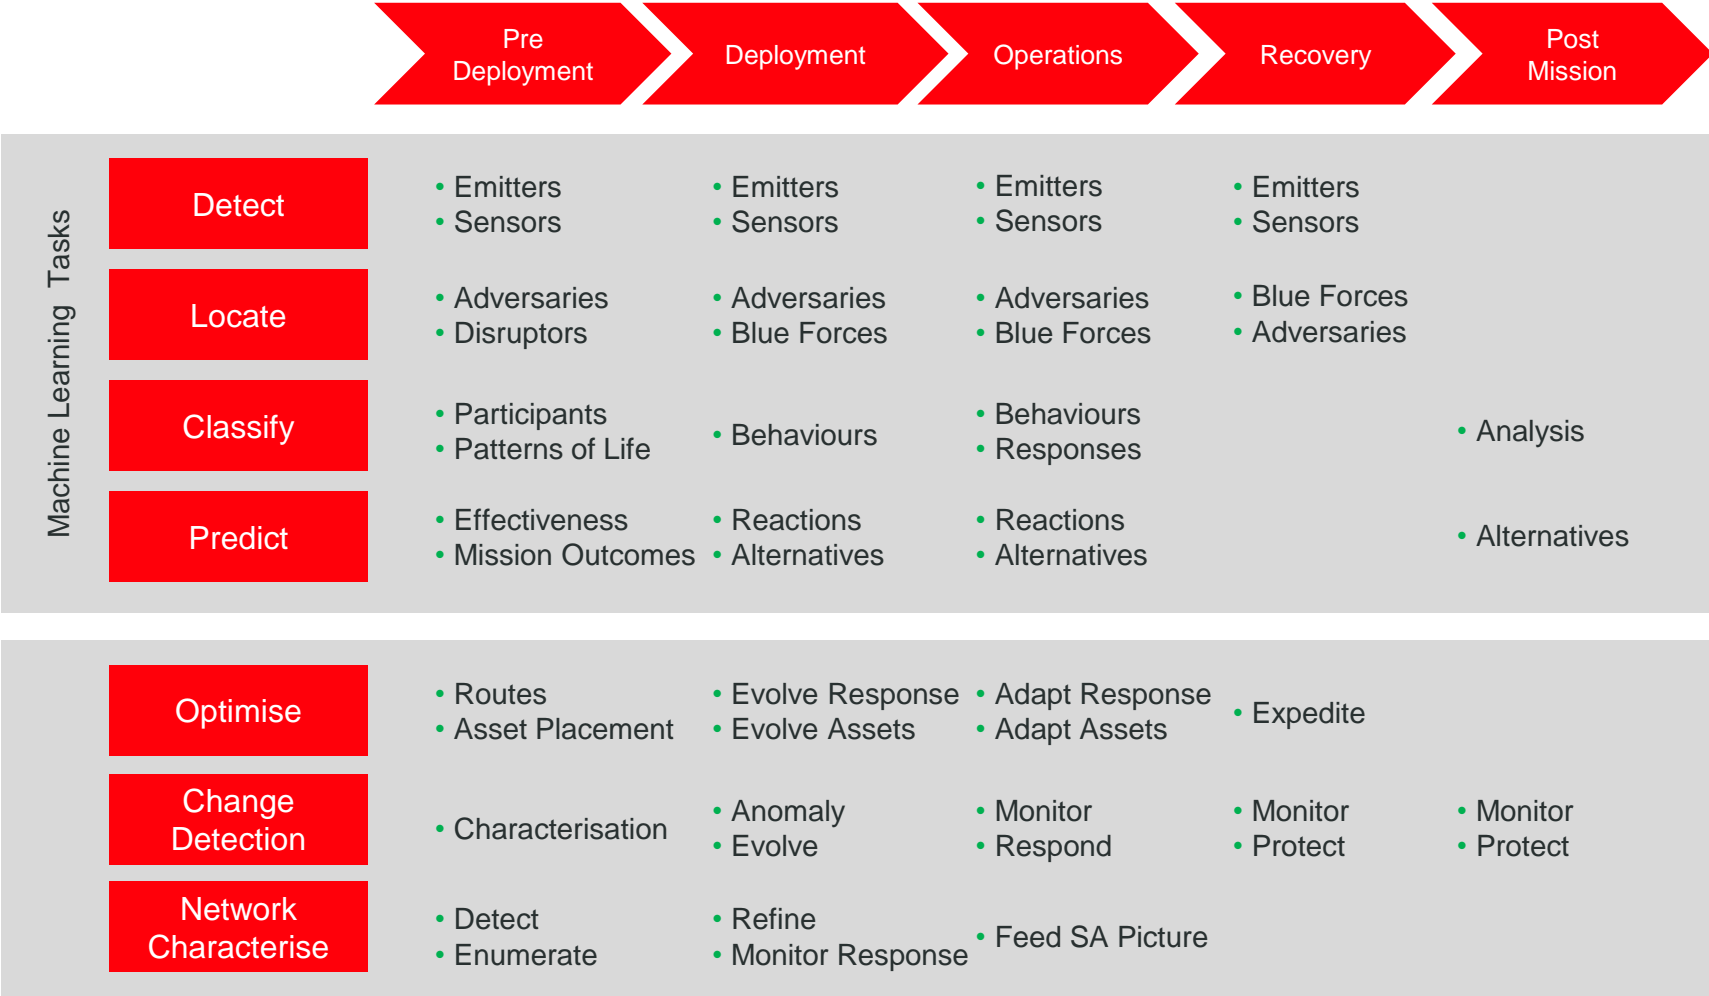 Pre
Deployment
Deployment
Operations
Recovery
Post
Mission
Machine Learning Tasks
Detect
• Emitters
• Sensors
• Emitters
• Sensors
• Emitters
• Sensors
• Emitters
• Sensors
Locate
• Adversaries
• Disruptors
• Adversaries
• Blue Forces
• Adversaries
• Blue Forces
• Blue Forces
• Adversaries
Classify
• Participants
• Patterns of Life
• Behaviours
• Behaviours
• Responses
• Analysis
Predict
• Effectiveness
• Mission Outcomes
• Reactions
• Alternatives
• Reactions
• Alternatives
• Alternatives
Optimise
• Routes
• Asset Placement
• Evolve Response
• Evolve Assets
• Adapt Response
• Adapt Assets
• Expedite
Change
Detection
• Characterisation
• Anomaly
• Evolve
• Monitor
• Respond
• Monitor
• Protect
• Monitor
• Protect
Network
Characterise
• Detect
• Enumerate
• Refine
• Monitor Response
• Feed SA Picture